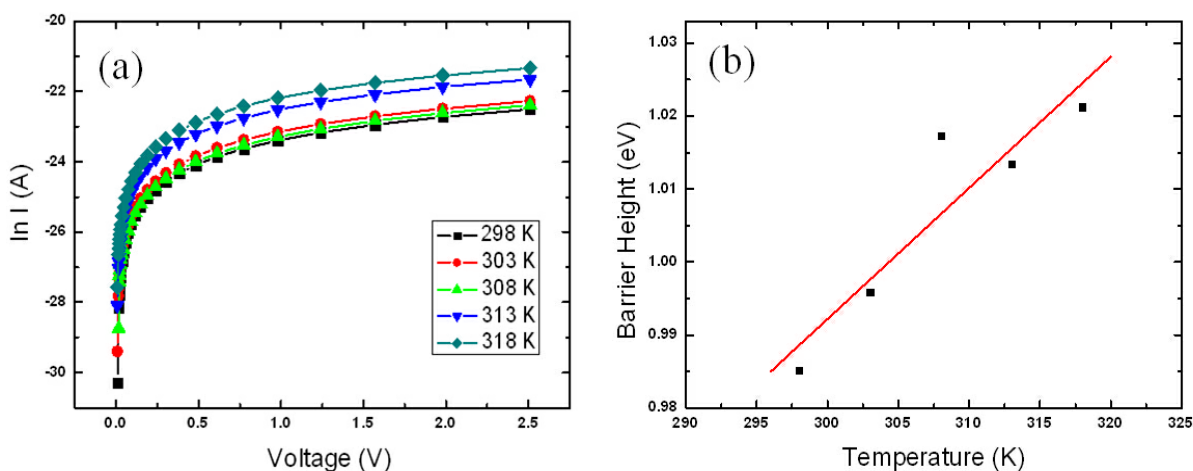 (a)
ln I (A)
-20
-22
-24
-26
-28
-30
0.0 0.5 1.0 1.5 2.0 2.5
Voltage (V)
298 K
303 K
308 K
313 K
318 K
(b)
Barrier Height (eV)
1.03
1.02
1.01
1.00
0.99
0.98
290 295 300 305 310 315 320 325
Temperature (K)